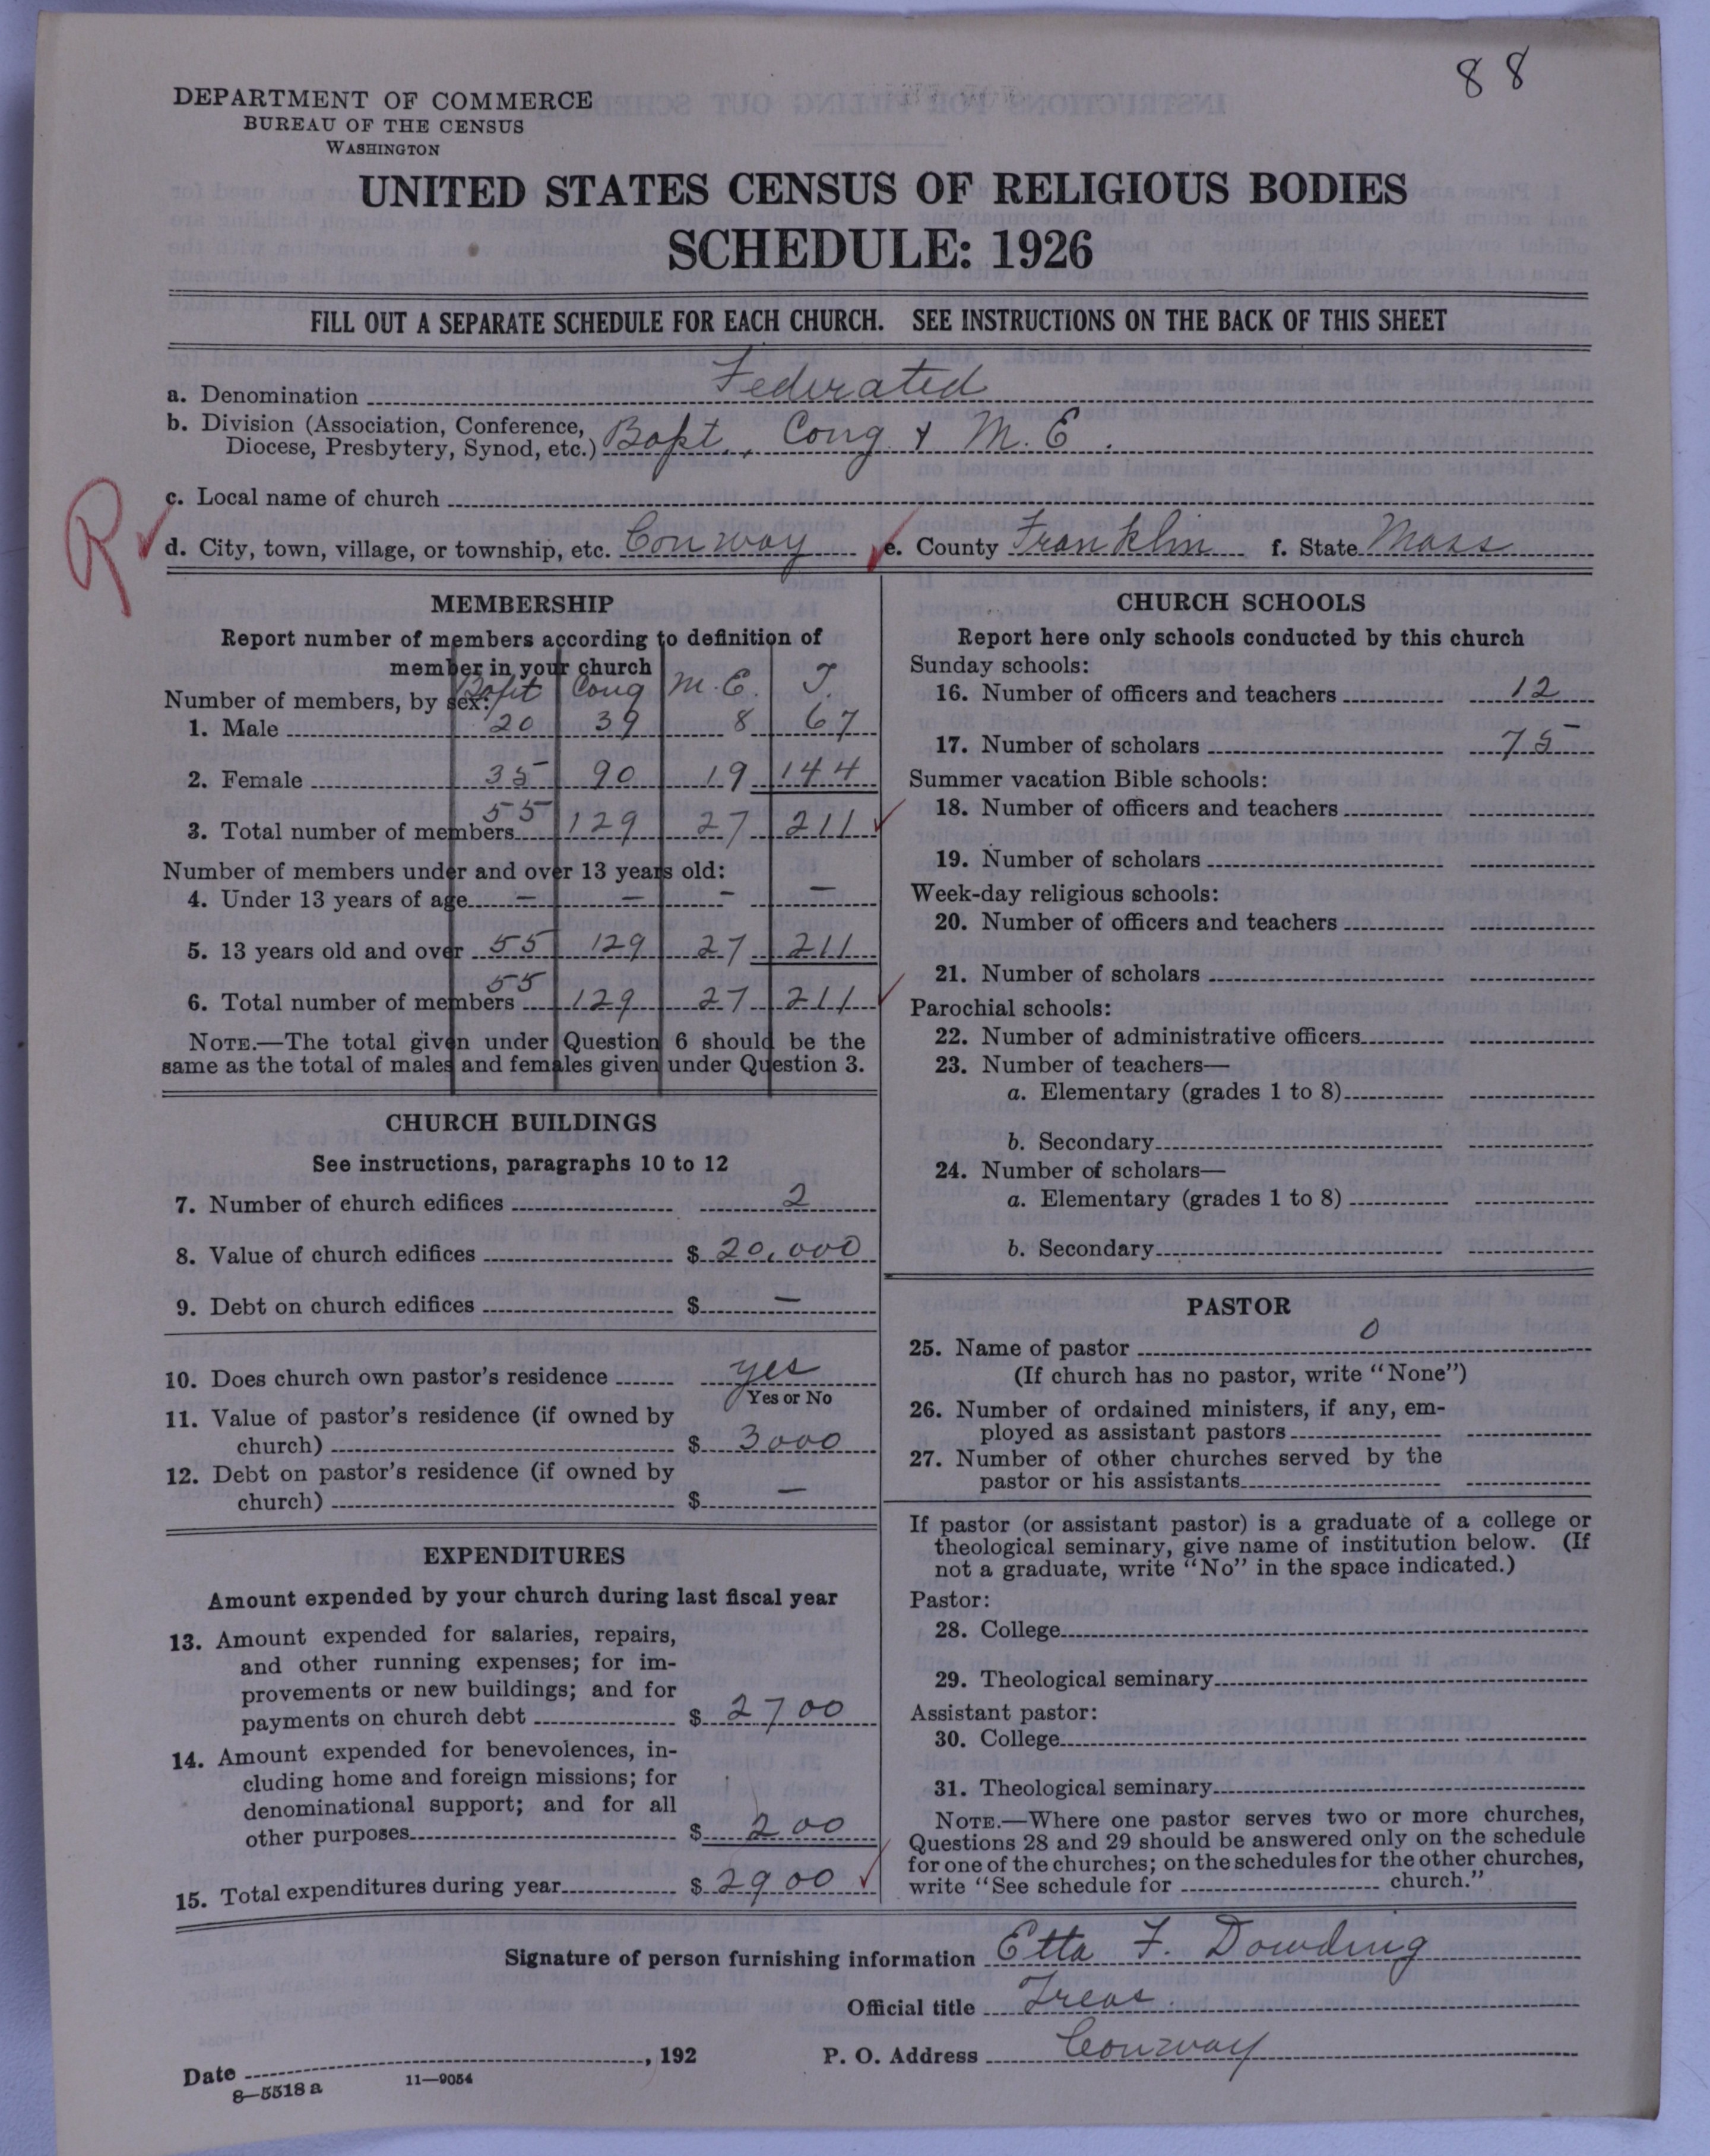 88
DEPARTMENT OF COMMERCE
BUREAU OF THE CENSUS
WASHINGTON
UNITED STATES CENSUS OF RELIGIOUS BODIES
SCHEDULE: 1926
FILL OUT A SEPARATE SCHEDULE FOR EACH CHURCH. SEE INSTRUCTIONS ON THE BACK OF THIS SHEET
a. Denomination Federated
b. Division (Association, Conference,
Diocese, Presbytery, Synod, etc.) Bapt., Cong & M. E.
R
c. Local name of church
d. City, town, village, or township, etc. Conway e. County Franklin f. State Mass
MEMBERSHIP
Report number of members according to definition of
member in your church
Bapt Cong M. E. T.
Number of members, by sex:
1. Male 20 39 8 67
2. Female 35 90 19 144
3. Total number of members 55 129 27 211
Number of members under and over 13 years old:
4. Under 13 years of age — — — —
5. 13 years old and over 55 129 27 211
6. Total number of members 55 129 27 211
NOTE.—The total given under Question 6 should be the
same as the total of males and females given under Question 3.
CHURCH BUILDINGS
See instructions, paragraphs 10 to 12
7. Number of church edifices 2
8. Value of church edifices $ 20,000
9. Debt on church edifices $ —
10. Does church own pastor's residence yes
Yes or No
11. Value of pastor's residence (if owned by
church) $ 3000
12. Debt on pastor's residence (if owned by
church) $ —
EXPENDITURES
Amount expended by your church during last fiscal year
13. Amount expended for salaries, repairs,
and other running expenses; for im-
provements or new buildings; and for
payments on church debt $ 2700
14. Amount expended for benevolences, in-
cluding home and foreign missions; for
denominational support; and for all
other purposes $ 200
15. Total expenditures during year $ 2900
CHURCH SCHOOLS
Report here only schools conducted by this church
Sunday schools:
16. Number of officers and teachers 12
17. Number of scholars 75
Summer vacation Bible schools:
18. Number of officers and teachers
19. Number of scholars
Week-day religious schools:
20. Number of officers and teachers
21. Number of scholars
Parochial schools:
22. Number of administrative officers
23. Number of teachers—
a. Elementary (grades 1 to 8)
b. Secondary
24. Number of scholars—
a. Elementary (grades 1 to 8)
b. Secondary
PASTOR
25. Name of pastor 0
(If church has no pastor, write "None")
26. Number of ordained ministers, if any, em-
ployed as assistant pastors
27. Number of other churches served by the
pastor or his assistants
If pastor (or assistant pastor) is a graduate of a college or
theological seminary, give name of institution below. (If
not a graduate, write "No" in the space indicated.)
Pastor:
28. College
29. Theological seminary
Assistant pastor:
30. College
31. Theological seminary
NOTE.—Where one pastor serves two or more churches,
Questions 28 and 29 should be answered only on the schedule
for one of the churches; on the schedules for the other churches,
write "See schedule for church."
Signature of person furnishing information Etta F. Dowding
Official title Treas.
Date , 192 P. O. Address Conway
8—5518 a 11—9054